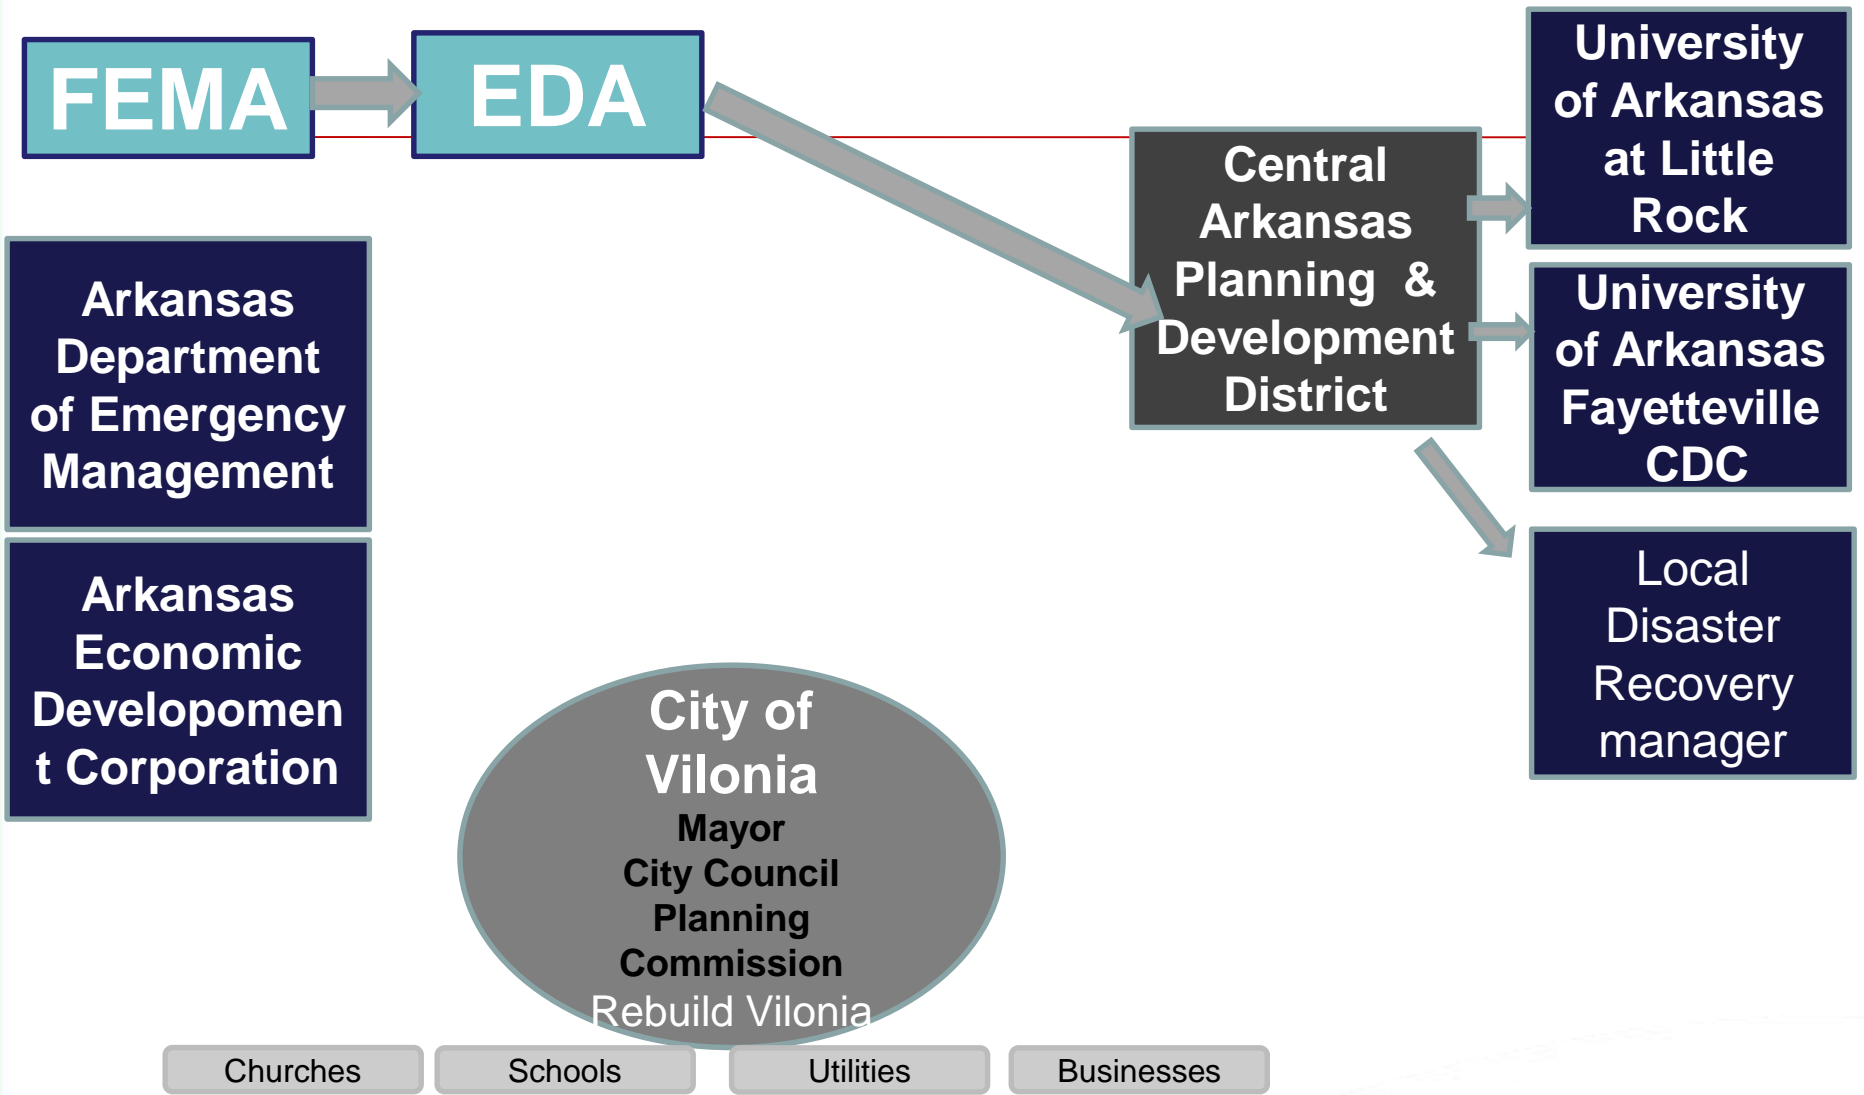 FEMA
EDA
Central
Arkansas
Planning & 
Development
District
University
of Arkansas
at Little
Rock
University
of Arkansas
Fayetteville
CDC
Local
Disaster
Recovery
manager
Arkansas
Department
of Emergency
Management
Arkansas
Economic
Developomen
t Corporation
City of
Vilonia
Mayor
City Council
Planning
Commission
Rebuild Vilonia
Churches
Schools
Utilities
Businesses